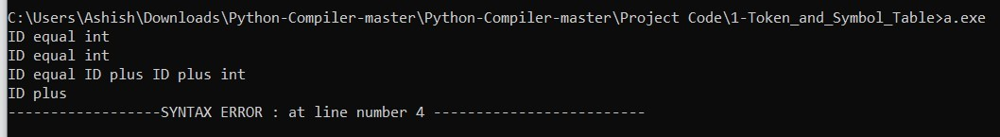 C:\Users\Ashish\Downloads\Python-Compiler-master\Python-Compiler-master\Project Code\1-Token_and_Symbol_Table>a.exe
ID equal int
ID equal int
ID equal ID plus ID plus int
ID plus
------------------SYNTAX ERROR : at line number 4 -------------------------